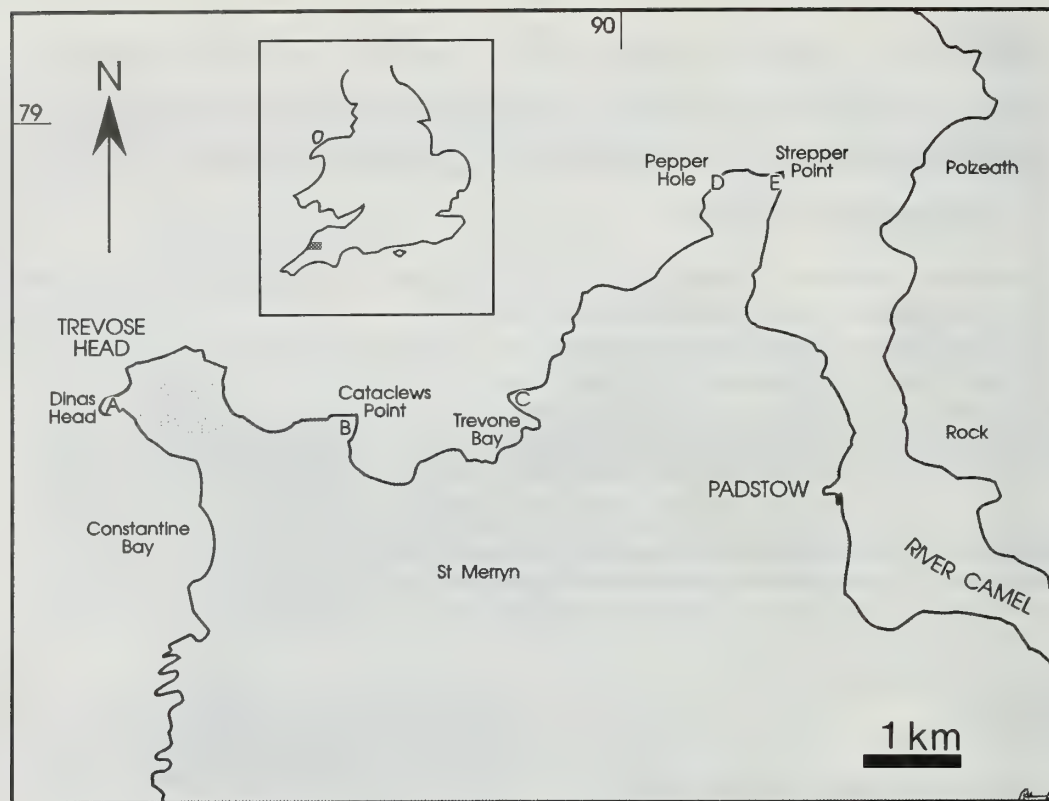 90
N
79
Pepper
Hole
D
Strepper
Point
E
Polzeath
TREVOSE
HEAD
Dinas
Head
A
Cataclews
Point
B
Trevone
Bay
C
Rock
PADSTOW
Constantine
Bay
St Merryn
RIVER CAMEL
1 km